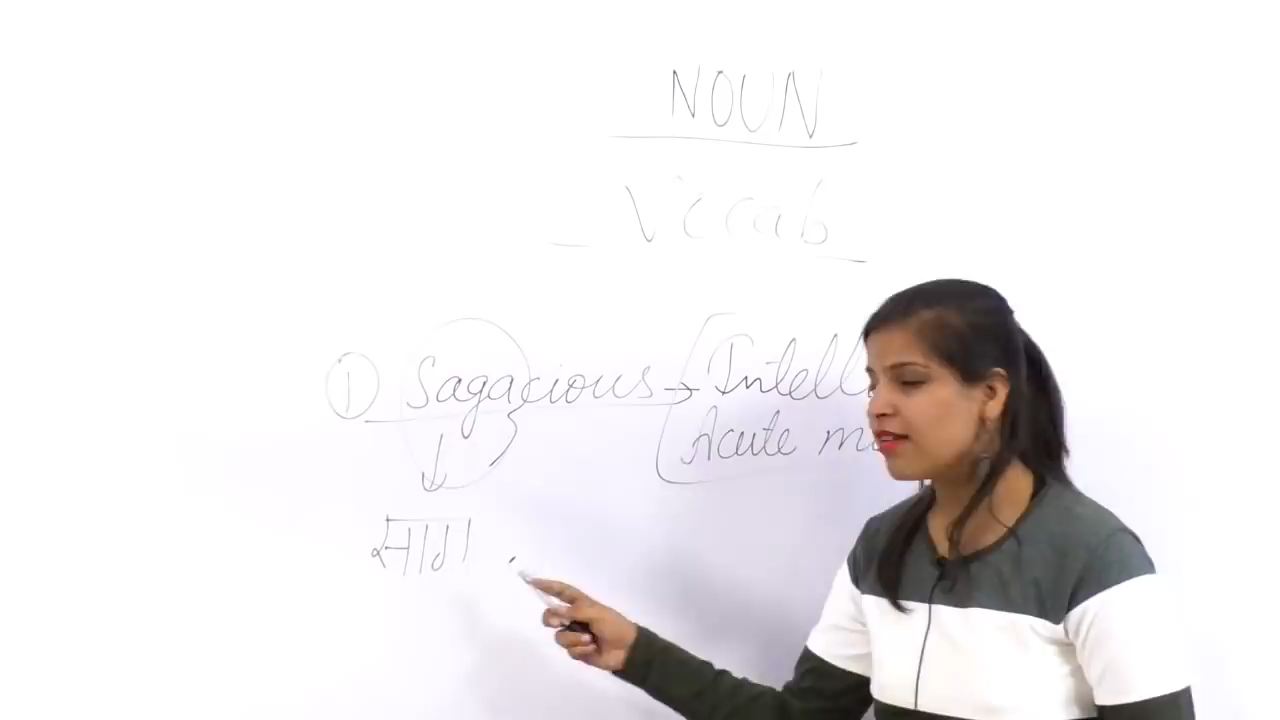 NOUN
Vocab
① Sagacious → Intell
Acute m
↓
साग